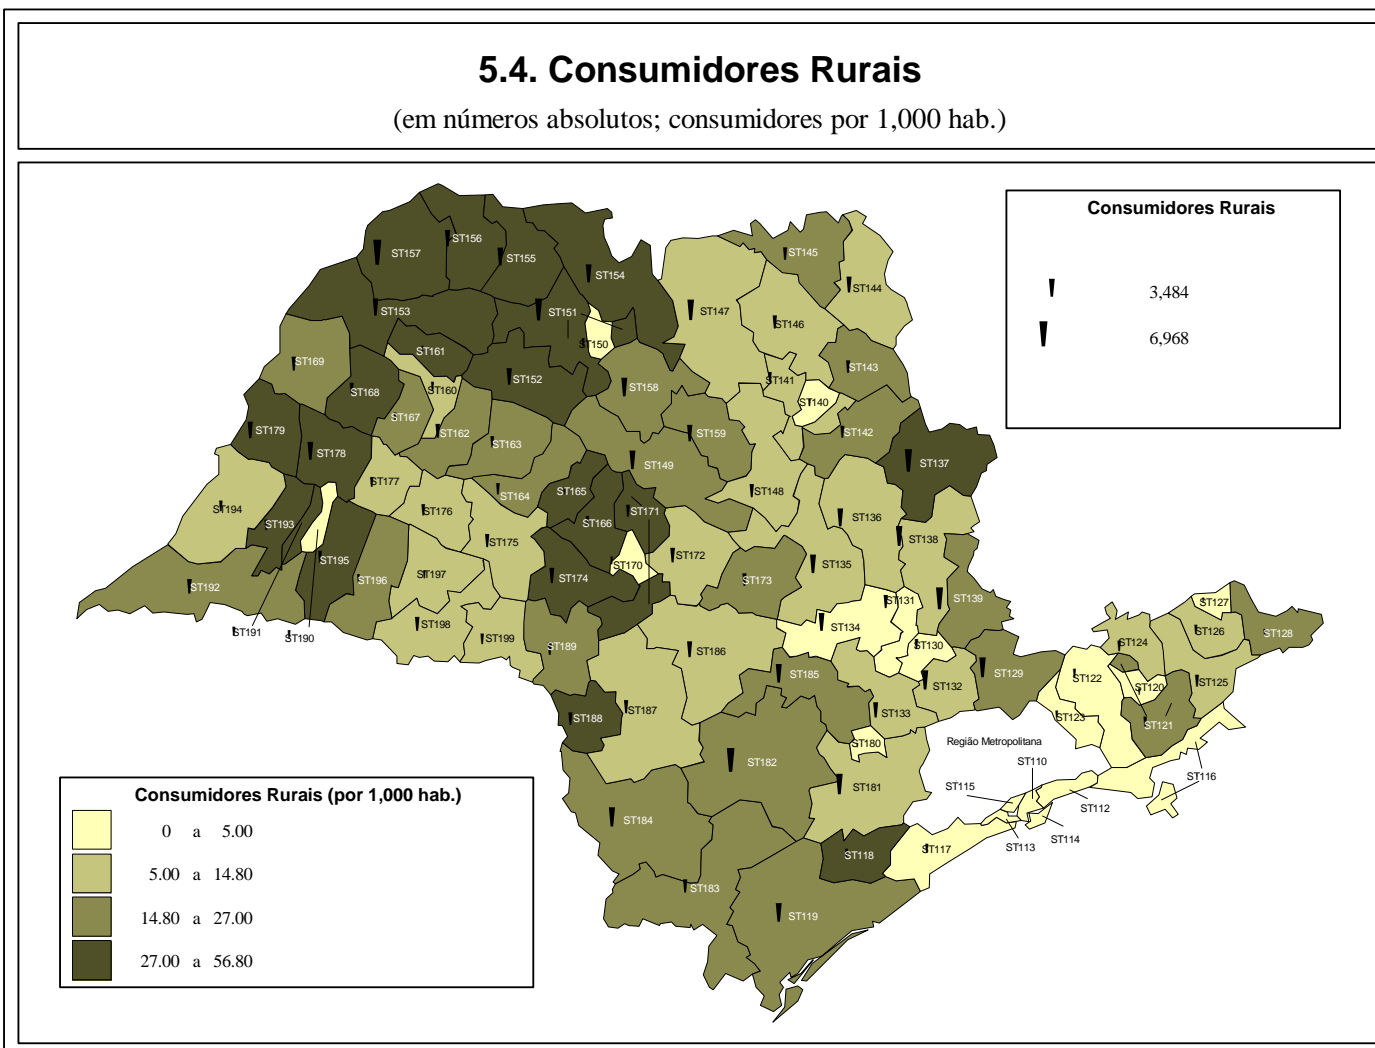 5.4. Consumidores Rurais
(em números absolutos; consumidores por 1,000 hab.)
Consumidores Rurais
3,484
6,968
ST156
ST157
ST155
ST145
ST154
ST144
ST153
ST151
ST147
ST146
ST150
ST161
ST169
ST152
ST143
ST141
ST168
ST160
ST158
ST140
ST167
ST179
ST162
ST163
ST159
ST142
ST178
ST149
ST137
ST177
ST164
ST165
ST148
ST194
ST176
ST171
ST136
ST193
ST166
ST138
ST175
ST195
ST172
ST170
ST135
ST197
ST196
ST174
ST173
ST192
ST139
ST131
ST127
ST198
ST134
ST191
ST190
ST199
ST126
ST128
ST189
ST186
ST130
ST124
ST185
ST129
ST122
ST132
ST120
ST125
ST187
ST188
ST133
ST123
ST121
ST180
Região Metropolitana
ST182
ST110
ST116
ST181
ST115
ST112
ST184
ST114
ST113
ST118
ST117
ST183
ST119
Consumidores Rurais (por 1,000 hab.)
0 a 5.00
5.00 a 14.80
14.80 a 27.00
27.00 a 56.80